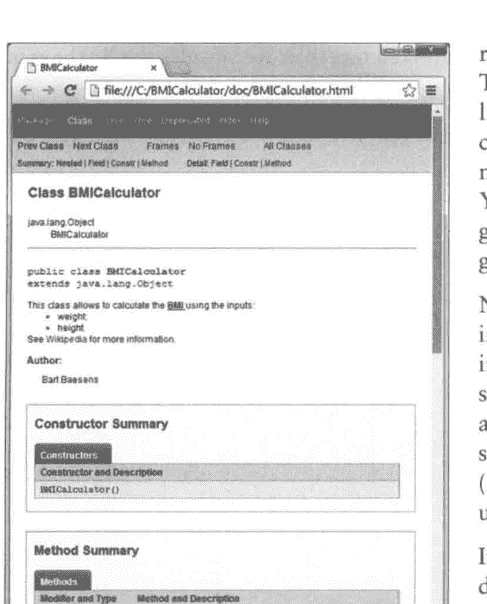 BMICalculator ×
file:///C:/BMICalculator/doc/BMICalculator.html
Package Class Use Tree Deprecated Index Help
Prev Class Next Class Frames No Frames All Classes
Summary: Nested | Field | Constr | Method Detail: Field | Constr | Method
Class BMICalculator
java.lang.Object
BMICalculator
public class BMICalculator
extends java.lang.Object
This class allows to calculate the BMI using the inputs:
• weight;
• height.
See Wikipedia for more information.
Author:
Bart Baesens
Constructor Summary
Constructors
Constructor and Description
BMICalculator()
Method Summary
Methods
Modifier and Type Method and Description